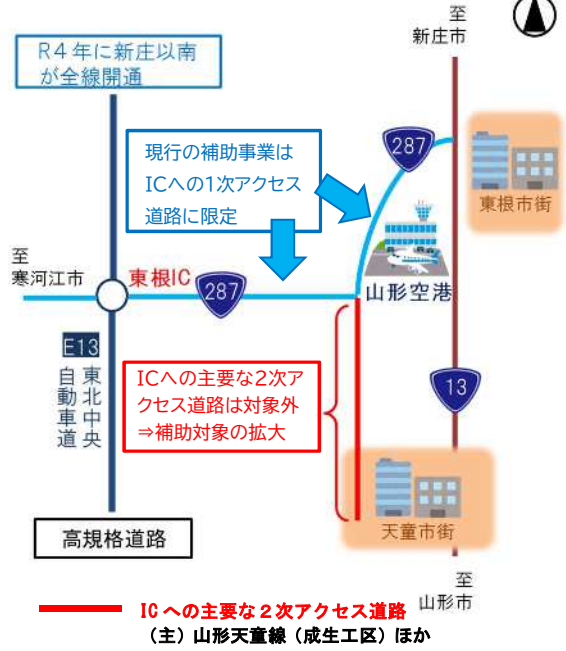 至
新庄市
R4年に新庄以南
が全線開通
287
現行の補助事業は
ICへの1次アクセス
道路に限定
東根市街
至
寒河江市
東根IC
287
山形空港
E13
東北中央
自動車道
ICへの主要な2次ア
クセス道路は対象外
⇒補助対象の拡大
13
天童市街
高規格道路
至
山形市
ICへの主要な2次アクセス道路
（主）山形天童線（成生工区）ほか